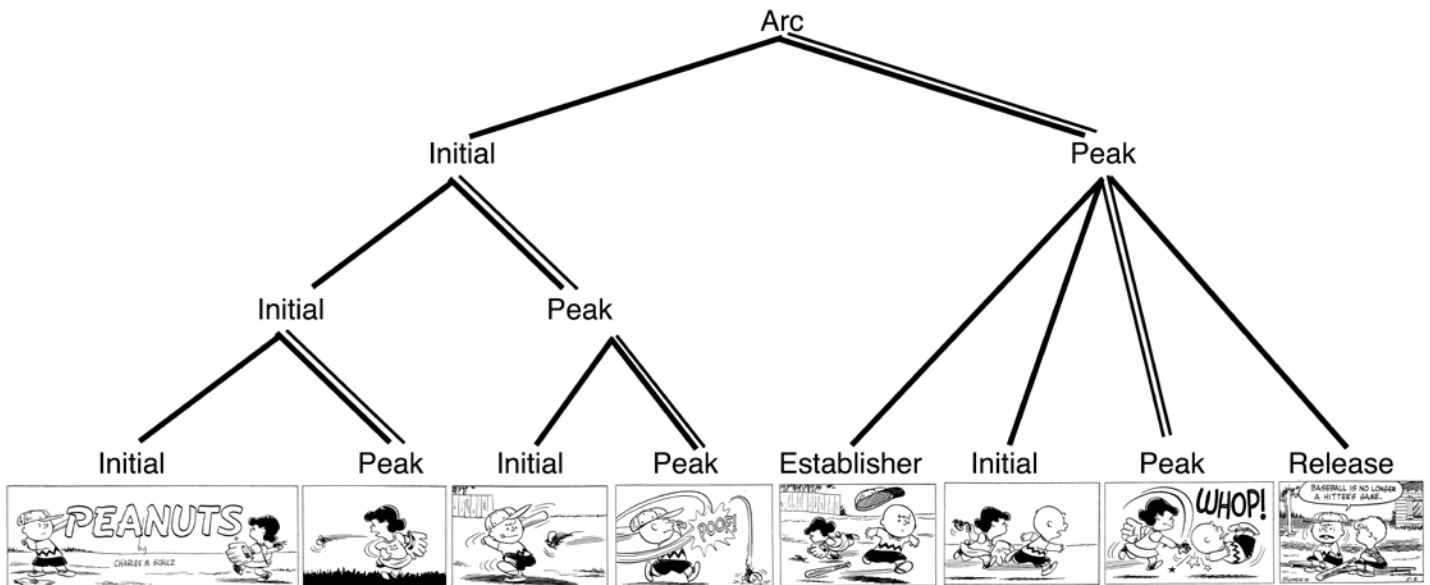 Arc
Initial Peak
Initial Peak
Initial Peak Initial Peak Establisher Initial Peak Release
PEANUTS
by
CHARLES M. SCHULZ
POOF!
WHOP!
BASEBALL IS NO LONGER
A HITTER'S GAME.